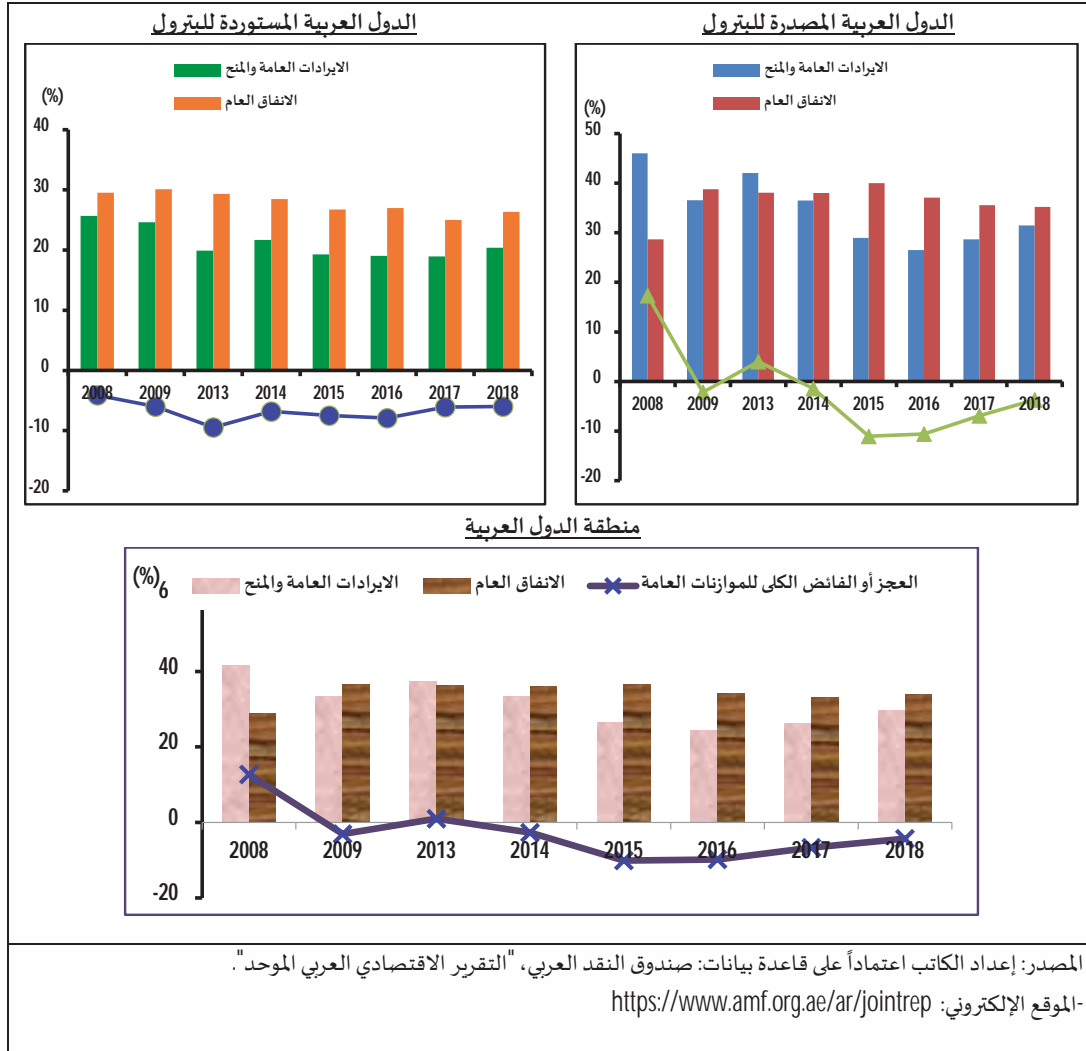 الدول العربية المصدرة للبترول
الايرادات العامة والمنح
الانفاق العام
(%)
50
40
30
20
10
0
-10
-20
2008 2009 2013 2014 2015 2016 2017 2018
الدول العربية المستوردة للبترول
الايرادات العامة والمنح
الانفاق العام
(%)
40
30
20
10
0
-10
-20
2008 2009 2013 2014 2015 2016 2017 2018
منطقة الدول العربية
(%)6
الايرادات العامة والمنح الانفاق العام العجز أو الفائض الكلى للموازنات العامة
40
20
0
-20
2008 2009 2013 2014 2015 2016 2017 2018
المصدر: إعداد الكاتب اعتماداً على قاعدة بيانات: صندوق النقد العربي، "التقرير الاقتصادي العربي الموحد".
-الموقع الإلكتروني: https://www.amf.org.ae/ar/jointrep